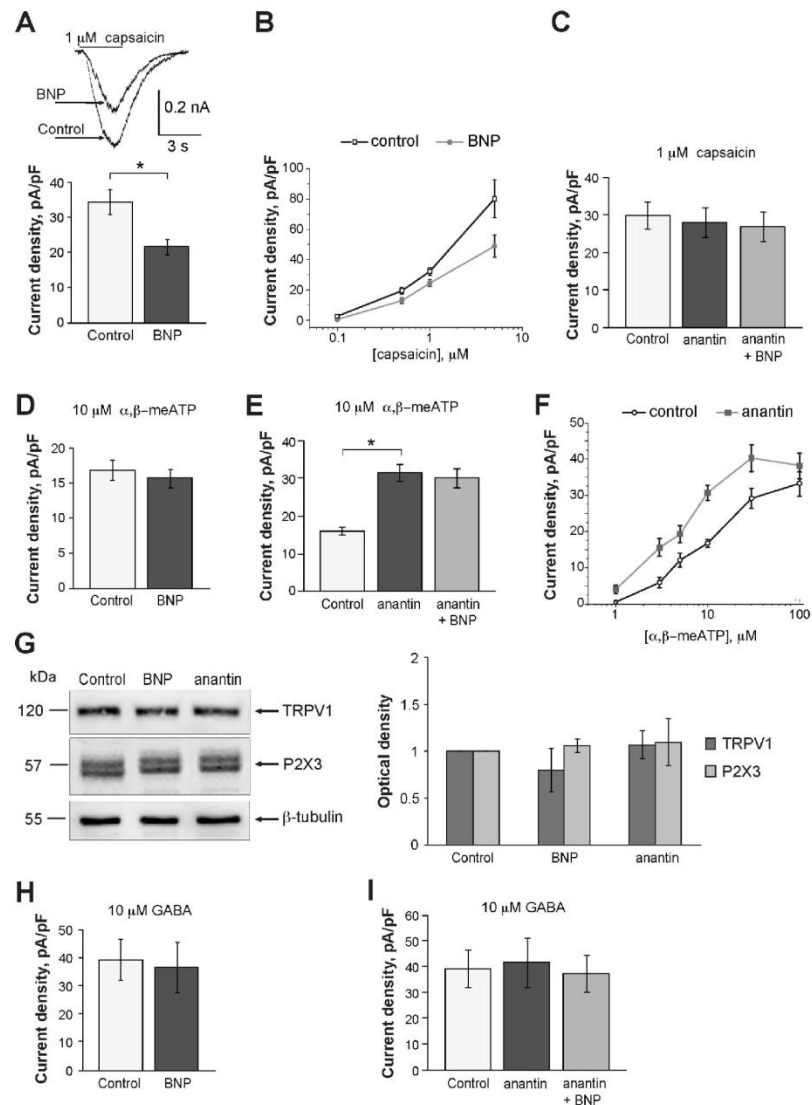 A
1 μM capsaicin
BNP
Control
0.2 nA
3 s
*
Current density, pA/pF
40
30
20
10
0
Control BNP
B
control BNP
Current density, pA/pF
100
80
60
40
20
0
0.1 1 10
[capsaicin], μM
C
1 μM capsaicin
Current density, pA/pF
40
30
20
10
0
Control anantin anantin
+ BNP
D
10 μM α,β–meATP
Current density, pA/pF
25
20
15
10
5
0
Control BNP
E
10 μM α,β–meATP
*
Current density, pA/pF
40
30
20
10
0
Control anantin anantin
+ BNP
F
control anantin
Current density, pA/pF
50
40
30
20
10
0
1 10 100
[α,β-meATP], μM
G
kDa Control BNP anantin
120 TRPV1
57 P2X3
55 β-tubulin
Optical density
2
1.5
1
0.5
0
Control BNP anantin
TRPV1
P2X3
H
10 μM GABA
Current density, pA/pF
50
40
30
20
10
0
Control BNP
I
10 μM GABA
Current density, pA/pF
60
50
40
30
20
10
0
Control anantin anantin
+ BNP